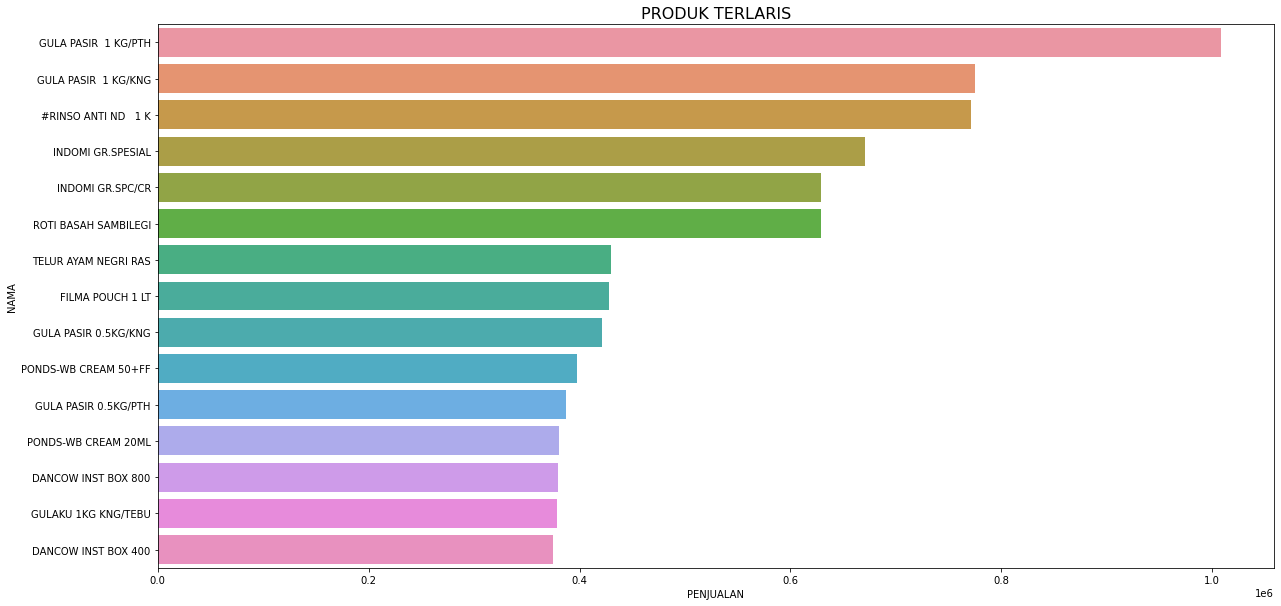 PRODUK TERLARIS
GULA PASIR  1 KG/PTH
GULA PASIR  1 KG/KNG
#RINSO ANTI ND   1 K
INDOMI GR.SPESIAL
INDOMI GR.SPC/CR
ROTI BASAH SAMBILEGI
TELUR AYAM NEGRI RAS
FILMA POUCH 1 LT
GULA PASIR 0.5KG/KNG
PONDS-WB CREAM 50+FF
GULA PASIR 0.5KG/PTH
PONDS-WB CREAM 20ML
DANCOW INST BOX 800
GULAKU 1KG KNG/TEBU
DANCOW INST BOX 400
NAMA
0.0 0.2 0.4 0.6 0.8 1.0
1e6
PENJUALAN